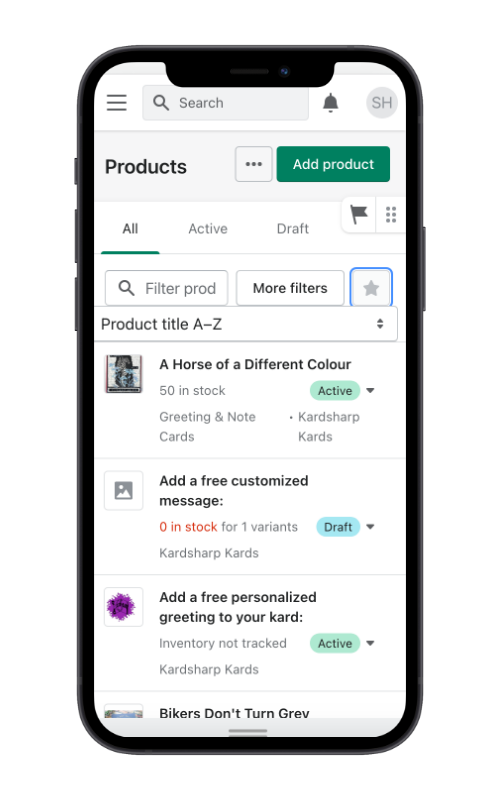 Search
SH
Products
Add product
All
Active
Draft
Filter prod
More filters
Product title A–Z
A Horse of a Different Colour
50 in stock
Active
Greeting & Note
Cards
• Kardsharp
Kards
Add a free customized
message:
0 in stock for 1 variants
Draft
Kardsharp Kards
Add a free personalized
greeting to your kard:
Inventory not tracked
Active
Kardsharp Kards
Bikers Don't Turn Grey